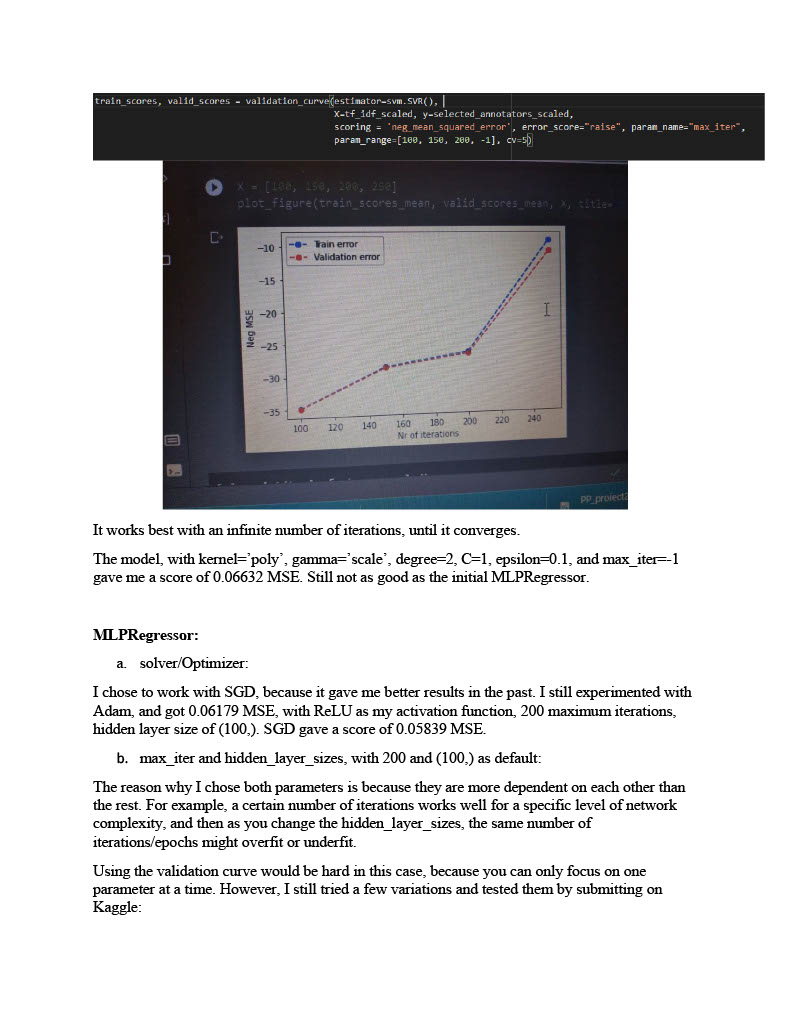 train_scores, valid_scores = validation_curve(estimator=svm.SVR(),
X=tf_idf_scaled, y=selected_annotators_scaled,
scoring = 'neg_mean_squared_error', error_score="raise", param_name="max_iter",
param_range=[100, 150, 200, -1], cv=5)
X = [100, 150, 200, 250]
plot_figure(train_scores_mean, valid_scores_mean, X, title=
Train error
Validation error
−10
−15
−20
−25
−30
−35
Neg MSE
100 120 140 160 180 200 220 240
Nr of iterations
pp_proiect2
It works best with an infinite number of iterations, until it converges.
The model, with kernel='poly', gamma='scale', degree=2, C=1, epsilon=0.1, and max_iter=-1
gave me a score of 0.06632 MSE. Still not as good as the initial MLPRegressor.
MLPRegressor:
a. solver/Optimizer:
I chose to work with SGD, because it gave me better results in the past. I still experimented with
Adam, and got 0.06179 MSE, with ReLU as my activation function, 200 maximum iterations,
hidden layer size of (100,). SGD gave a score of 0.05839 MSE.
b. max_iter and hidden_layer_sizes, with 200 and (100,) as default:
The reason why I chose both parameters is because they are more dependent on each other than
the rest. For example, a certain number of iterations works well for a specific level of network
complexity, and then as you change the hidden_layer_sizes, the same number of
iterations/epochs might overfit or underfit.
Using the validation curve would be hard in this case, because you can only focus on one
parameter at a time. However, I still tried a few variations and tested them by submitting on
Kaggle: